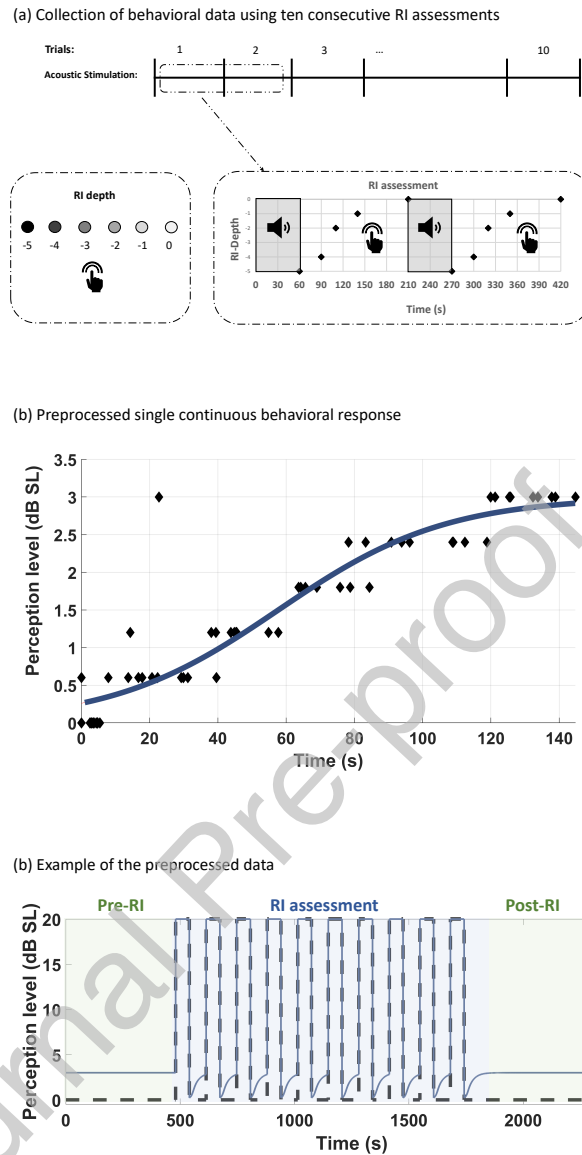 (a) Collection of behavioral data using ten consecutive RI assessments
Trials: 1 2 3 ... 10
Acoustic Stimulation:
RI depth
-5 -4 -3 -2 -1 0
RI assessment
RI-Depth
0
-1
-2
-3
-4
-5
0 30 60 90 120 150 180 210 240 270 300 330 360 390 420
Time (s)
(b) Preprocessed single continuous behavioral response
Perception level (dB SL)
3.5
3
2.5
2
1.5
1
0.5
0
0 20 40 60 80 100 120 140
Time (s)
(b) Example of the preprocessed data
Pre-RI RI assessment Post-RI
Perception level (dB SL)
20
15
10
5
0
0 500 1000 1500 2000
Time (s)
Journal Pre-proof